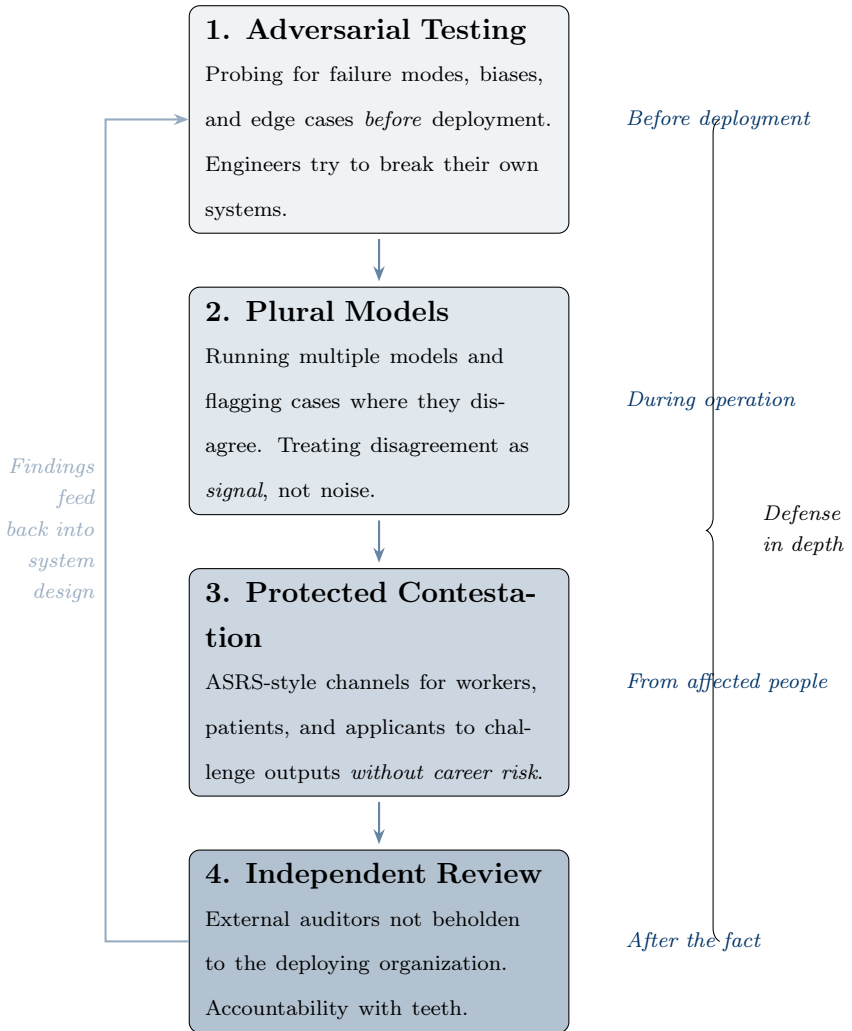 1. Adversarial Testing
Probing for failure modes, biases,
and edge cases before deployment.
Engineers try to break their own
systems.
Before deployment
2. Plural Models
Running multiple models and
flagging cases where they dis-
agree. Treating disagreement as
signal, not noise.
During operation
Findings
feed
back into
system
design
Defense
in depth
3. Protected Contesta-
tion
ASRS-style channels for workers,
patients, and applicants to chal-
lenge outputs without career risk.
From affected people
4. Independent Review
External auditors not beholden
to the deploying organization.
Accountability with teeth.
After the fact